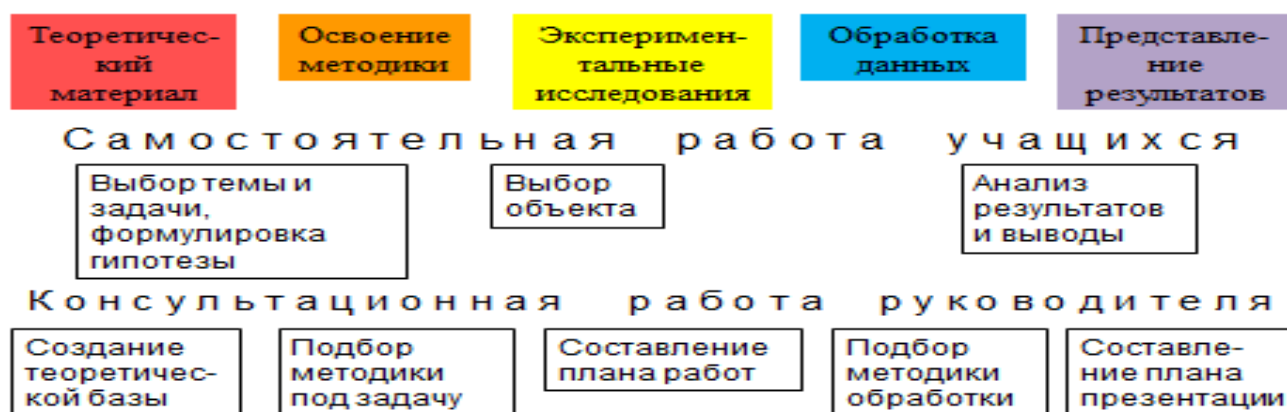 Теоретичес-
кий
материал
Освоение
методики
Эксперимен-
тальные
исследования
Обработка
данных
Представле-
ние
результатов
Самостоятельная работа учащихся
Выбор темы и
задачи,
формулировка
гипотезы
Выбор
объекта
Анализ
результатов
и выводы
Консультационная работа руководителя
Создание
теоретичес-
кой базы
Подбор
методики
под задачу
Составление
плана работ
Подбор
методики
обработки
Составле-
ние плана
презентации